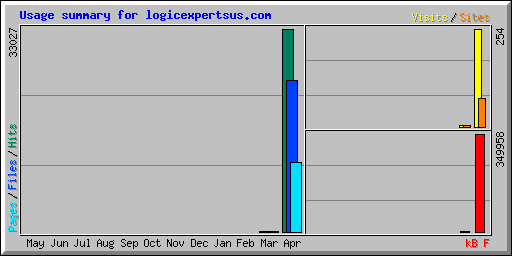 Usage summary for logicexpertsus.com
Visits/Sites
33027
254
Pages/Files/Hits
349958
May Jun Jul Aug Sep Oct Nov Dec Jan Feb Mar Apr
kB F